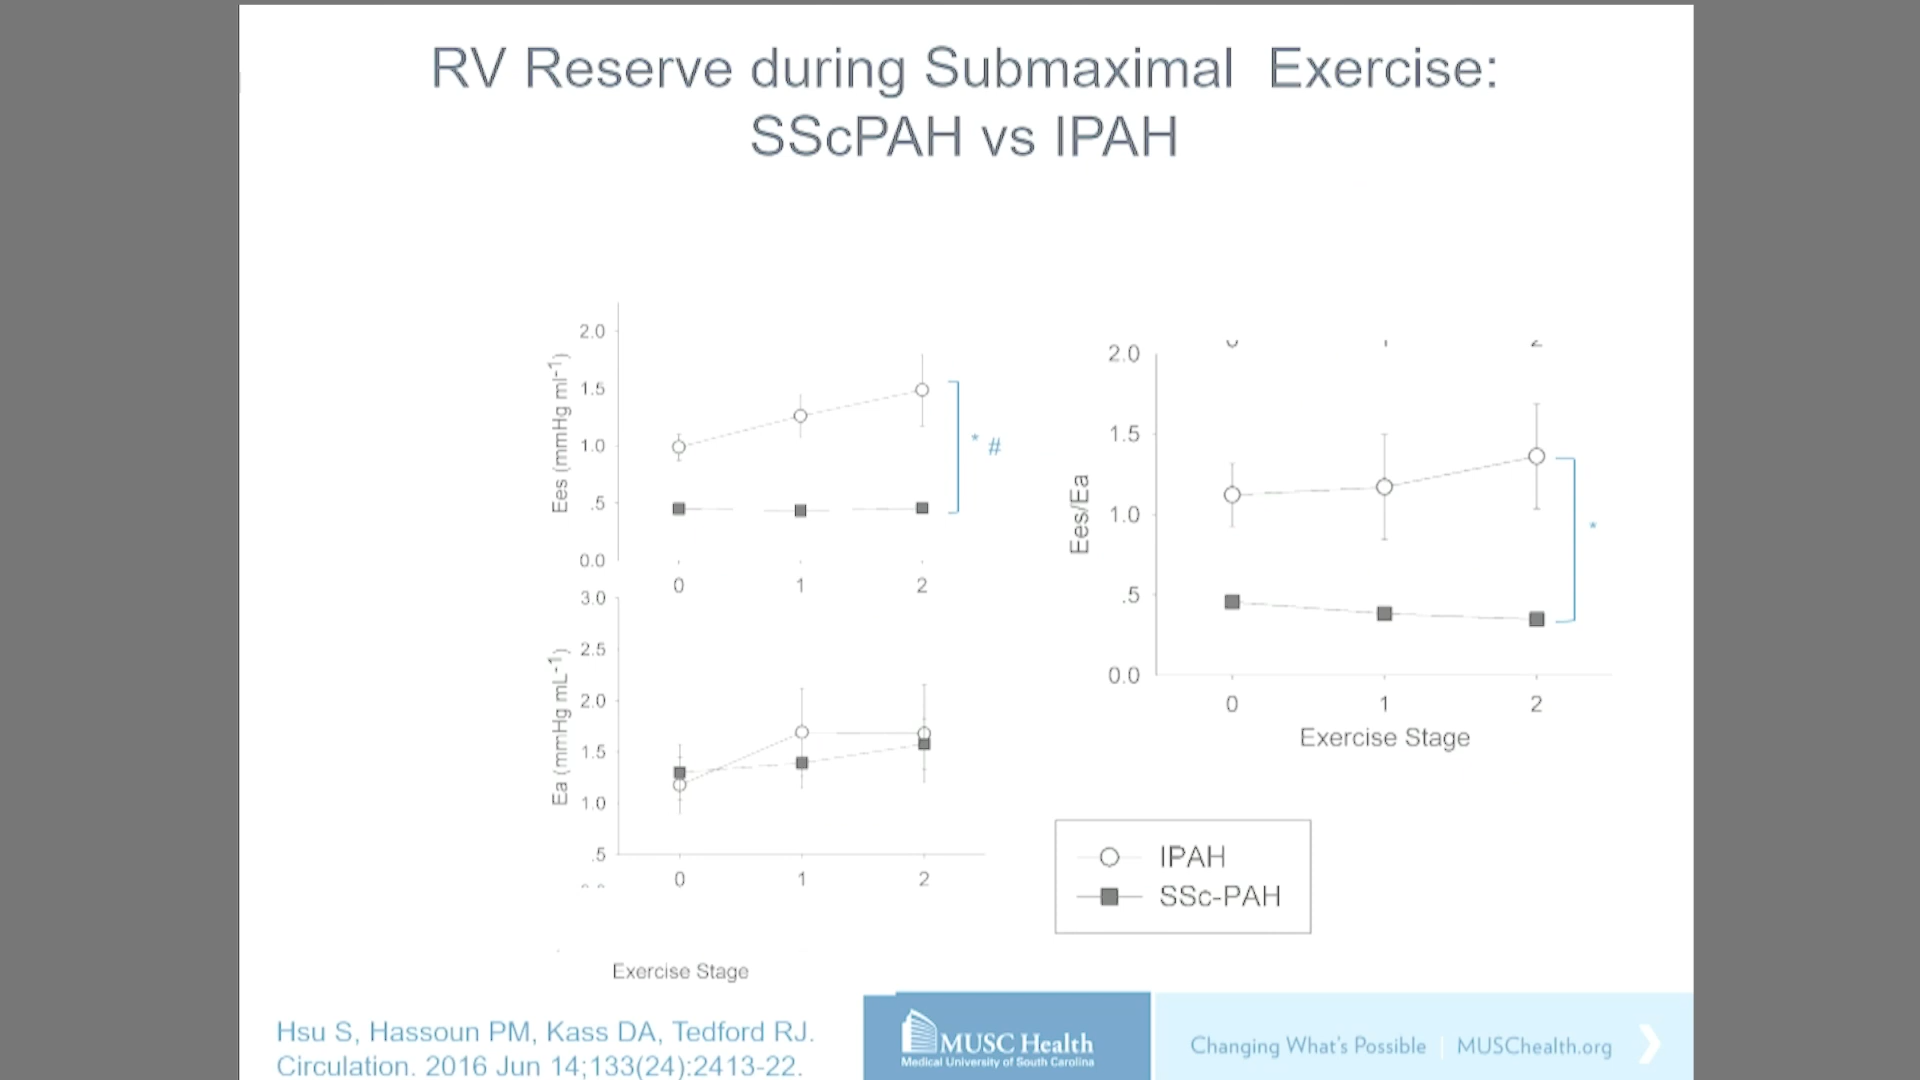 RV Reserve during Submaximal Exercise:
SScPAH vs IPAH
Ees (mmHg ml-1)
2.0
1.5
1.0
.5
0.0
0 1 2
* #
Ea (mmHg mL-1)
3.0
2.5
2.0
1.5
1.0
.5
0 1 2
Exercise Stage
Ees/Ea
2.0
1.5
1.0
.5
0.0
0 1 2
*
Exercise Stage
IPAH
SSc-PAH
Hsu S, Hassoun PM, Kass DA, Tedford RJ.
Circulation. 2016 Jun 14;133(24):2413-22.
MUSC Health
Medical University of South Carolina
Changing What's Possible | MUSChealth.org